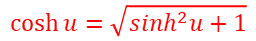 cosh u = √(sinh²u + 1)